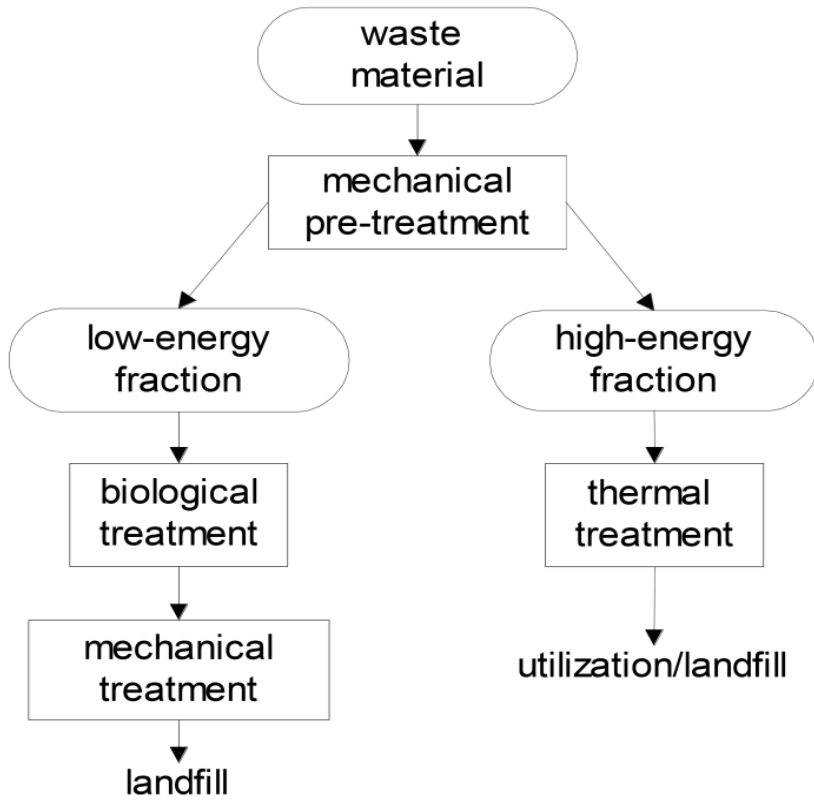 waste
material
mechanical
pre-treatment
low-energy
fraction
high-energy
fraction
biological
treatment
thermal
treatment
mechanical
treatment
utilization/landfill
landfill